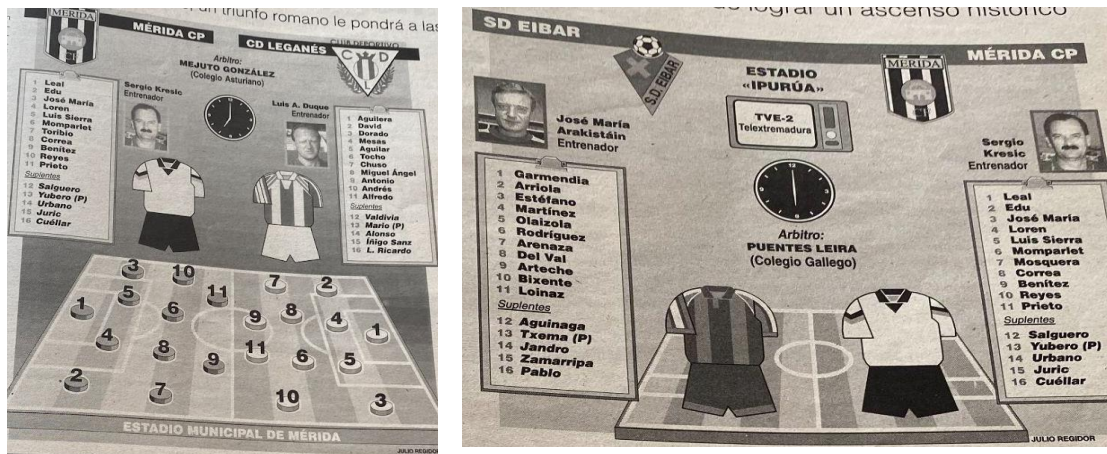 un triunfo romano le pondrá a las
MÉRIDA CP
CD LEGANÉS
MERIDA
CLUB DEPORTIVO
C D
L
Arbitro:
MEJUTO GONZÁLEZ
(Colegio Asturiano)
Sergio Kresic
Entrenador
Luis A. Duque
Entrenador
1 Leal
2 Edu
3 José María
4 Loren
5 Luis Sierra
6 Momparlet
7 Toribio
8 Correa
9 Benítez
10 Reyes
11 Prieto
Suplentes
12 Salguero
13 Yubero (P)
14 Urbano
15 Juric
16 Cuéllar
1 Aguilera
2 David
3 Dorado
4 Mesas
5 Aguilar
6 Tocho
7 Chuso
8 Miguel Ángel
9 Antonio
10 Andrés
11 Alfredo
Suplentes
12 Valdivia
13 Mario (P)
14 Alonso
15 Íñigo Sanz
16 L. Ricardo
3 10 7 2
5 11
1 6 9 8 4 1
4 8 9 11 6 5
2 7 10 3
ESTADIO MUNICIPAL DE MÉRIDA
JULIO REGIDOR
de lograr un ascenso histórico
SD EIBAR
MÉRIDA CP
S.D EIBAR
MERIDA
ESTADIO
«IPURÚA»
TVE-2
Telextremadura
José María
Arakistáin
Entrenador
Sergio
Kresic
Entrenador
12
3
6
9
Arbitro:
PUENTES LEIRA
(Colegio Gallego)
1 Garmendia
2 Arriola
3 Estéfano
4 Martínez
5 Olaizola
6 Rodríguez
7 Arenaza
8 Del Val
9 Arteche
10 Bixente
11 Loinaz
Suplentes
12 Aguinaga
13 Txema (P)
14 Jandro
15 Zamarripa
16 Pablo
1 Leal
2 Edu
3 José María
4 Loren
5 Luis Sierra
6 Momparlet
7 Mosquera
8 Correa
9 Benítez
10 Reyes
11 Prieto
Suplentes
12 Salguero
13 Yubero (P)
14 Urbano
15 Juric
16 Cuéllar
JULIO REGIDOR